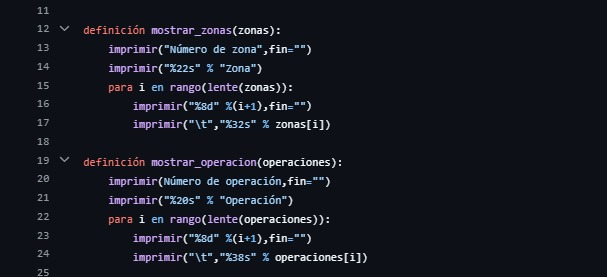 11
12 definición mostrar_zonas(zonas):
13 imprimir("Número de zona",fin="")
14 imprimir("%22s" % "Zona")
15 para i en rango(lente(zonas)):
16 imprimir("%8d" %(i+1),fin="")
17 imprimir("\t","%32s" % zonas[i])
18
19 definición mostrar_operacion(operaciones):
20 imprimir(Número de operación,fin="")
21 imprimir("%20s" % "Operación")
22 para i en rango(lente(operaciones)):
23 imprimir("%8d" %(i+1),fin="")
24 imprimir("\t","%38s" % operaciones[i])
25